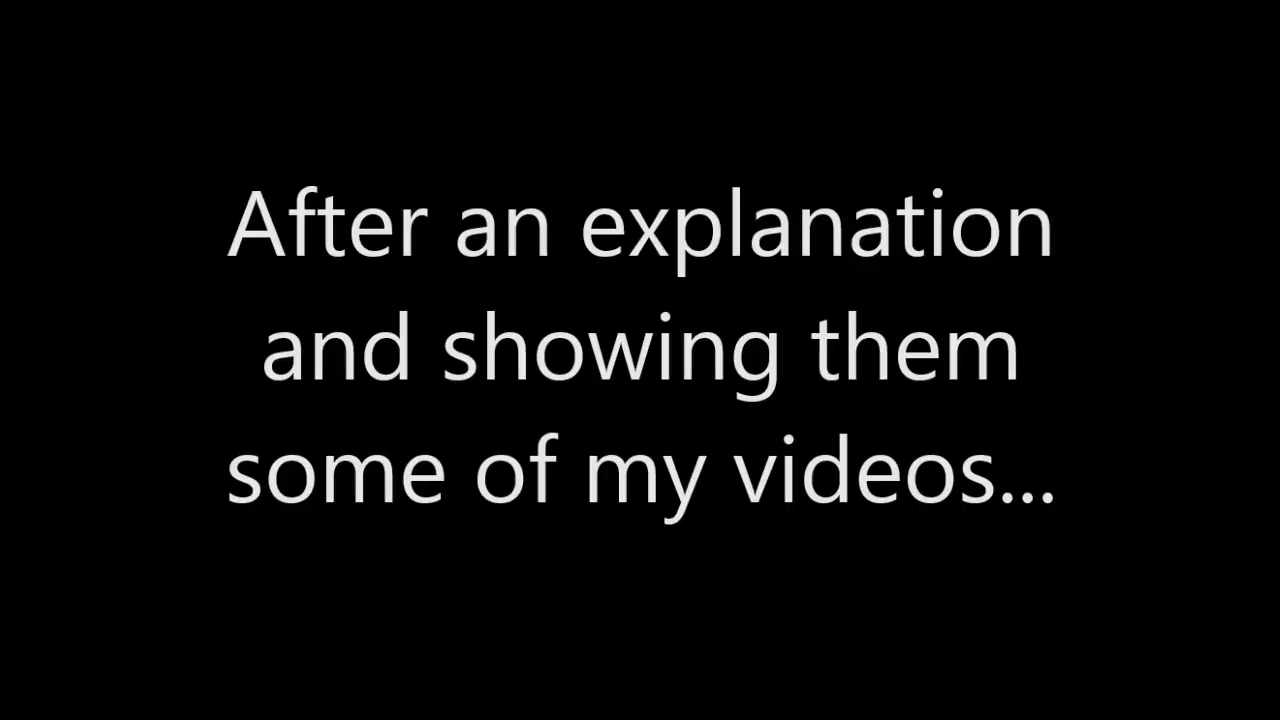 After an explanation
and showing them
some of my videos...